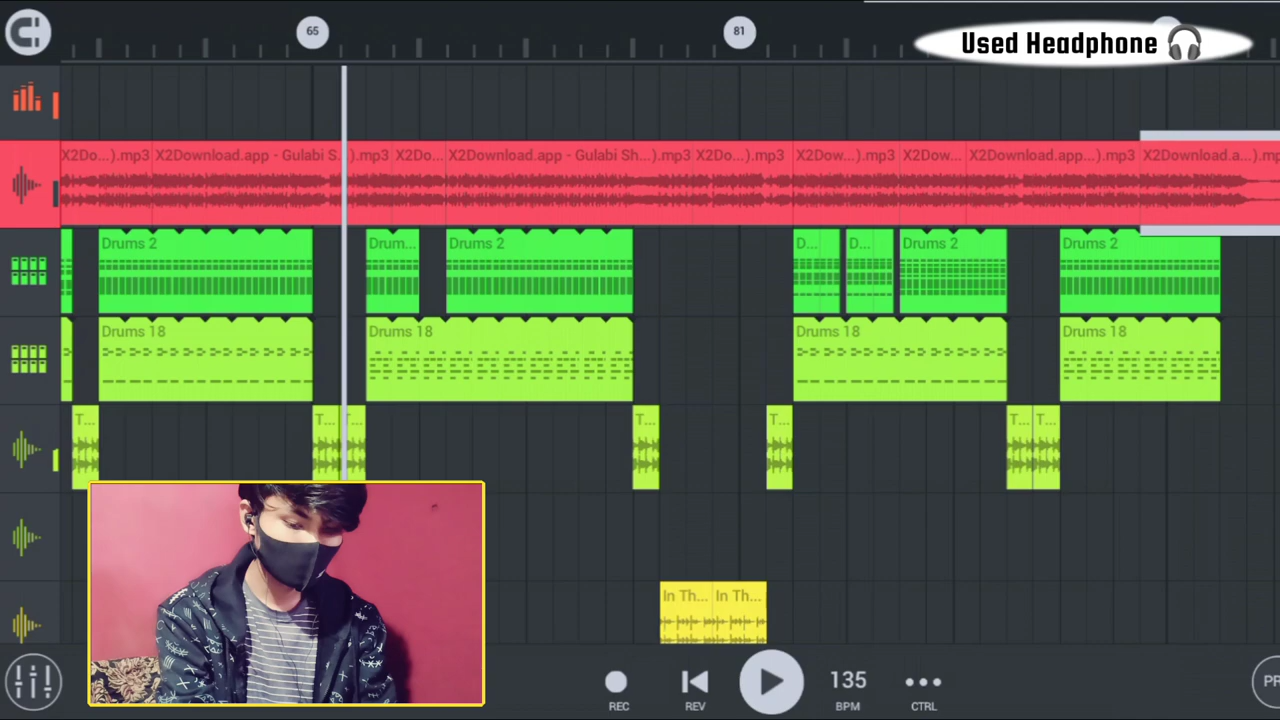 65
81
Used Headphone
X2Do...).mp3 X2Download.app - Gulabi S...).mp3 X2Do... X2Download.app - Gulabi Sh...).mp3 X2Do...).mp3 X2Dow...).mp3 X2Dow... X2Download.app...).mp3 X2Download.a...).mp3
Drums 2 Drum... Drums 2 D... D... Drums 2 Drums 2
Drums 18 Drums 18 Drums 18 Drums 18
T... T... T... T... T... T... T...
In Th... In Th...
135
REC REV BPM CTRL